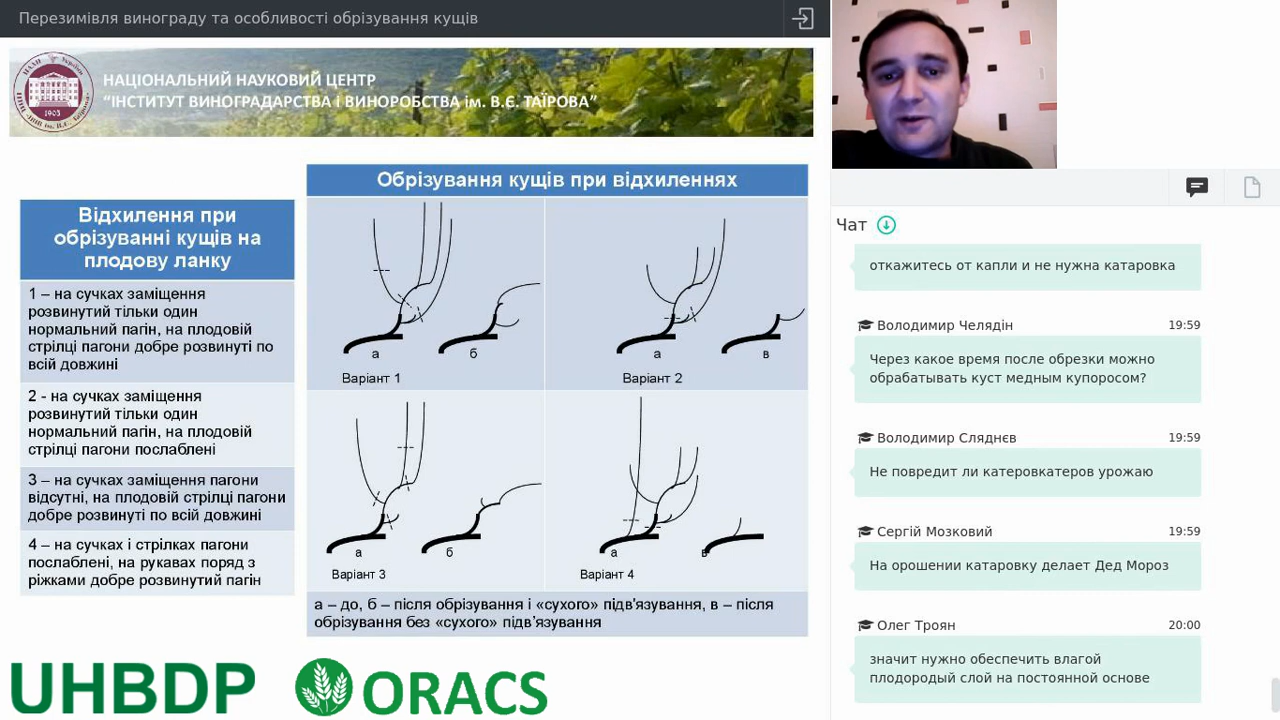 Перезимівля винограду та особливості обрізування кущів
НАЦІОНАЛЬНИЙ НАУКОВИЙ ЦЕНТР
“ІНСТИТУТ ВИНОГРАДАРСТВА і ВИНОРОБСТВА ім. В.Є. ТАЇРОВА”
1905
Відхилення при
обрізуванні кущів на
плодову ланку
1 – на сучках заміщення
розвинутий тільки один
нормальний пагін, на плодовій
стрілці пагони добре розвинуті по
всій довжині
2 - на сучках заміщення
розвинутий тільки один
нормальний пагін, на плодовій
стрілці пагони послаблені
3 – на сучках заміщення пагони
відсутні, на плодовій стрілці пагони
добре розвинуті по всій довжині
4 – на сучках і стрілках пагони
послаблені, на рукавах поряд з
ріжками добре розвинутий пагін
Обрізування кущів при відхиленнях
а б
Варіант 1
а в
Варіант 2
а б
Варіант 3
а в
Варіант 4
а – до, б – після обрізування і «сухого» підв'язування, в – після
обрізування без «сухого» підв’язування
UHBDP
ORACS
Чат
откажитесь от капли и не нужна катаровка
Володимир Челядін 19:59
Через какое время после обрезки можно
обрабатывать куст медным купоросом?
Володимир Сляднєв 19:59
Не повредит ли катеровкатеров урожаю
Сергій Мозковий 19:59
На орошении катаровку делает Дед Мороз
Олег Троян 20:00
значит нужно обеспечить влагой
плодородый слой на постоянной основе